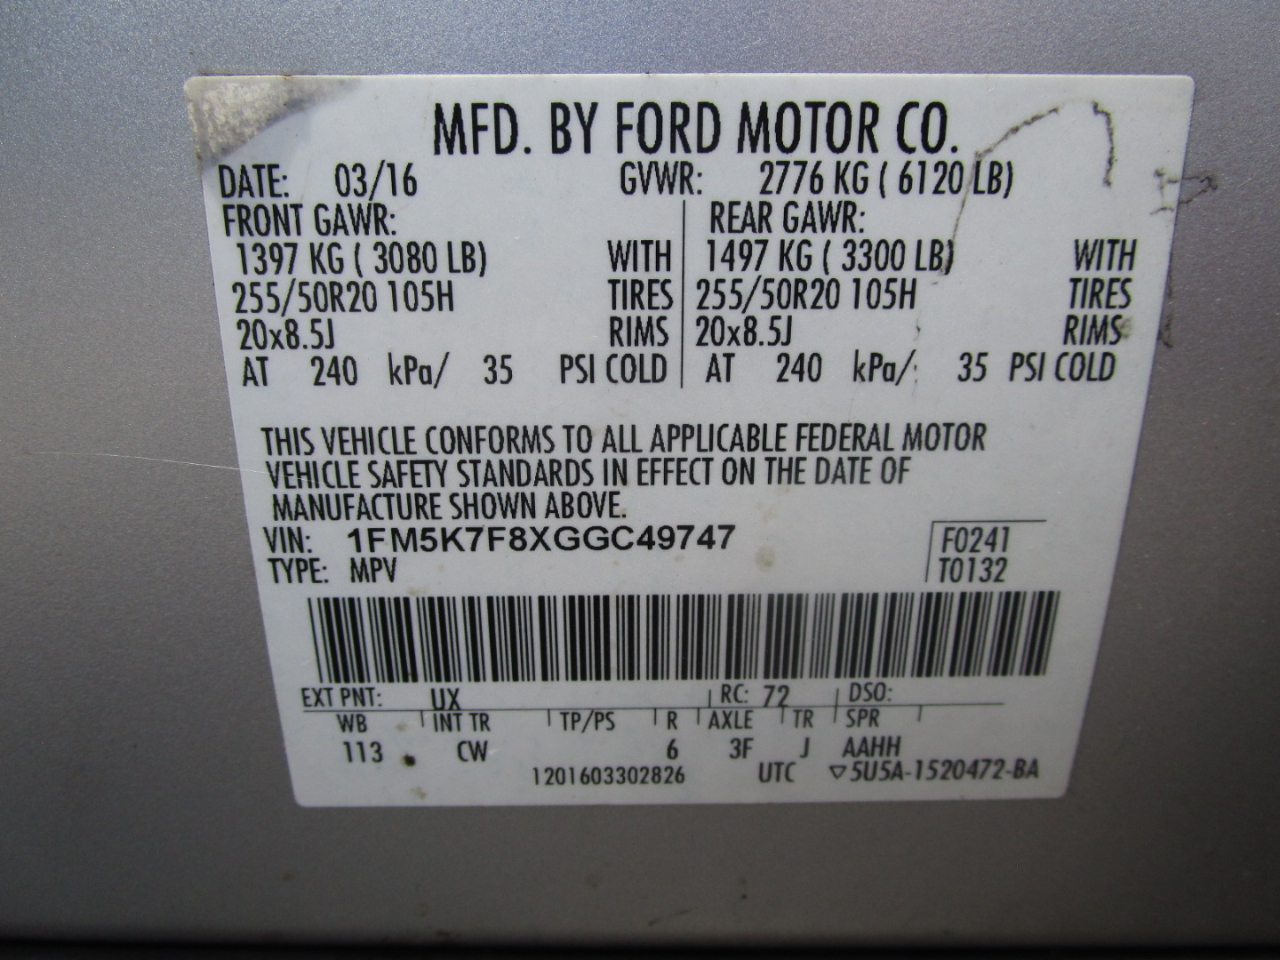 MFD. BY FORD MOTOR CO.
DATE: 03/16 GVWR: 2776 KG ( 6120 LB)
FRONT GAWR: REAR GAWR:
1397 KG ( 3080 LB) WITH 1497 KG ( 3300 LB) WITH
255/50R20 105H TIRES 255/50R20 105H TIRES
20x8.5J RIMS 20x8.5J RIMS
AT 240 kPa/ 35 PSI COLD AT 240 kPa/ 35 PSI COLD
THIS VEHICLE CONFORMS TO ALL APPLICABLE FEDERAL MOTOR
VEHICLE SAFETY STANDARDS IN EFFECT ON THE DATE OF
MANUFACTURE SHOWN ABOVE.
VIN: 1FM5K7F8XGGC49747 F0241
TYPE: MPV T0132
EXT PNT: UX RC: 72 DSO:
WB INT TR TP/PS R AXLE TR SPR
113 CW 6 3F J AAHH
1201603302826 UTC ▽5U5A-1520472-BA